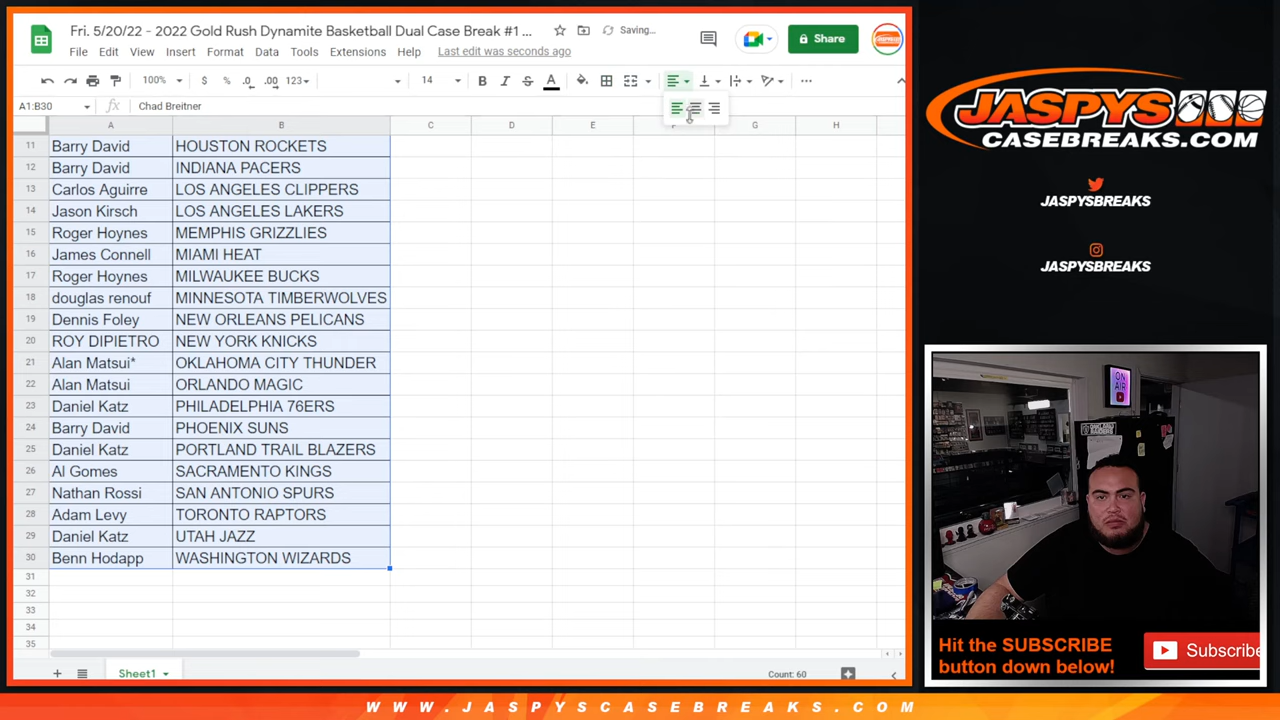 Fri. 5/20/22 - 2022 Gold Rush Dynamite Basketball Dual Case Break #1 ...
Saving...
File Edit View Insert Format Data Tools Extensions Help Last edit was seconds ago
Share
100% $ % .0 .00 123 14 B I S A
A1:B30 fx Chad Breitner
A B C D E F G H
11 Barry David HOUSTON ROCKETS
12 Barry David INDIANA PACERS
13 Carlos Aguirre LOS ANGELES CLIPPERS
14 Jason Kirsch LOS ANGELES LAKERS
15 Roger Hoynes MEMPHIS GRIZZLIES
16 James Connell MIAMI HEAT
17 Roger Hoynes MILWAUKEE BUCKS
18 douglas renouf MINNESOTA TIMBERWOLVES
19 Dennis Foley NEW ORLEANS PELICANS
20 ROY DIPIETRO NEW YORK KNICKS
21 Alan Matsui* OKLAHOMA CITY THUNDER
22 Alan Matsui ORLANDO MAGIC
23 Daniel Katz PHILADELPHIA 76ERS
24 Barry David PHOENIX SUNS
25 Daniel Katz PORTLAND TRAIL BLAZERS
26 Al Gomes SACRAMENTO KINGS
27 Nathan Rossi SAN ANTONIO SPURS
28 Adam Levy TORONTO RAPTORS
29 Daniel Katz UTAH JAZZ
30 Benn Hodapp WASHINGTON WIZARDS
31
32
33
34
35
Sheet1
Count: 60
JASPYS
CASEBREAKS.COM
JASPYSBREAKS
JASPYSBREAKS
ON
AIR
Hit the SUBSCRIBE
button down below!
Subscribe
WWW.JASPYSCASEBREAKS.COM